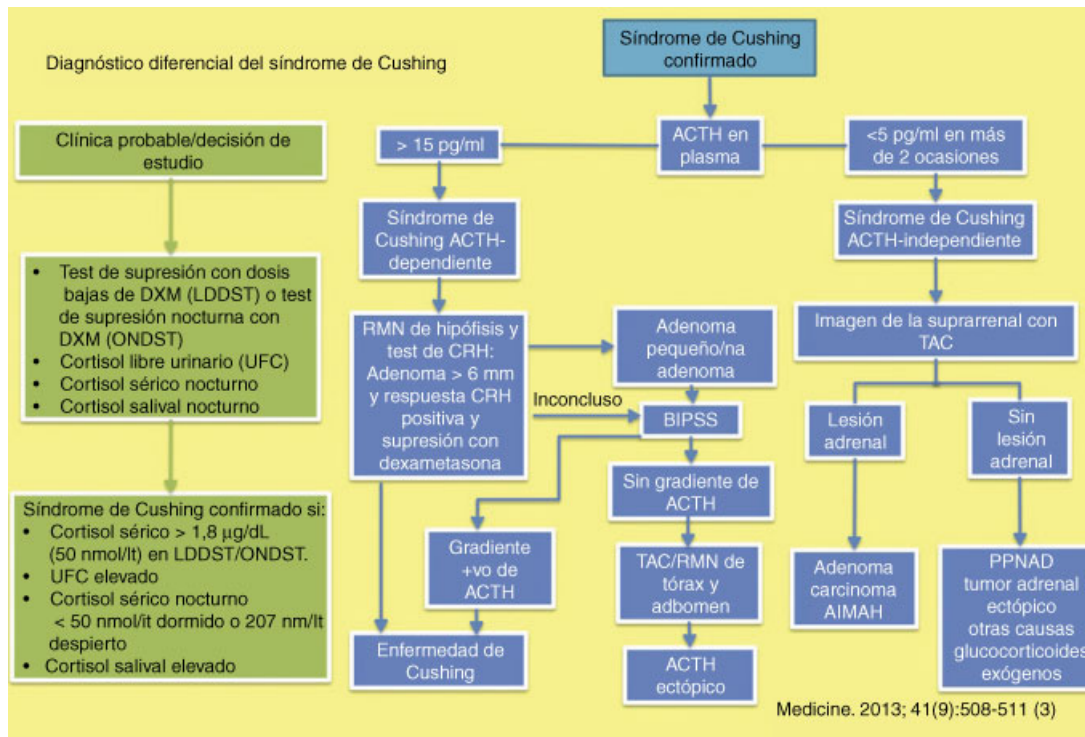 Diagnóstico diferencial del síndrome de Cushing
Síndrome de Cushing
confirmado
Clínica probable/decisión de
estudio
• Test de supresión con dosis
bajas de DXM (LDDST) o test
de supresión nocturna con
DXM (ONDST)
• Cortisol libre urinario (UFC)
• Cortisol sérico nocturno
• Cortisol salival nocturno
Síndrome de Cushing confirmado si:
• Cortisol sérico > 1,8 μg/dL
(50 nmol/lt) en LDDST/ONDST.
• UFC elevado
• Cortisol sérico nocturno
< 50 nmol/it dormido o 207 nm/lt
despierto
• Cortisol salival elevado
> 15 pg/ml
ACTH en
plasma
<5 pg/ml en más
de 2 ocasiones
Síndrome de
Cushing ACTH-
dependiente
Síndrome de Cushing
ACTH-independiente
RMN de hipófisis y
test de CRH:
Adenoma > 6 mm
y respuesta CRH
positiva y
supresión con
dexametasona
Adenoma
pequeño/na
adenoma
Imagen de la suprarrenal con
TAC
Inconcluso
BIPSS
Lesión
adrenal
Sin
lesión
adrenal
Sin gradiente de
ACTH
Gradiente
+vo de
ACTH
TAC/RMN de
tórax y
adbomen
Adenoma
carcinoma
AIMAH
PPNAD
tumor adrenal
ectópico
otras causas
glucocorticoides
exógenos
Enfermedad de
Cushing
ACTH
ectópico
Medicine. 2013; 41(9):508-511 (3)